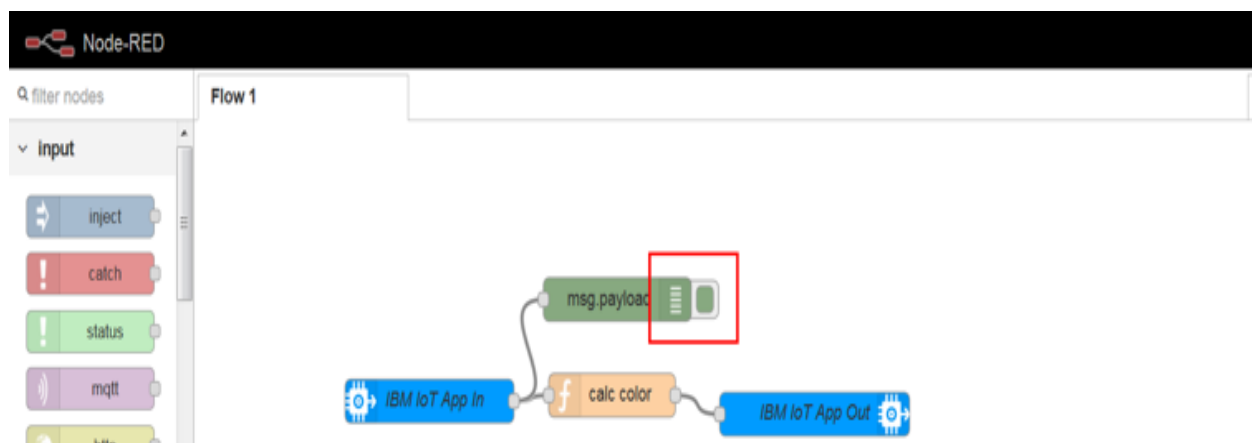 Node-RED
filter nodes
Flow 1
input
inject
catch
status
mqtt
msg.payload
calc color
IBM IoT App In
IBM IoT App Out